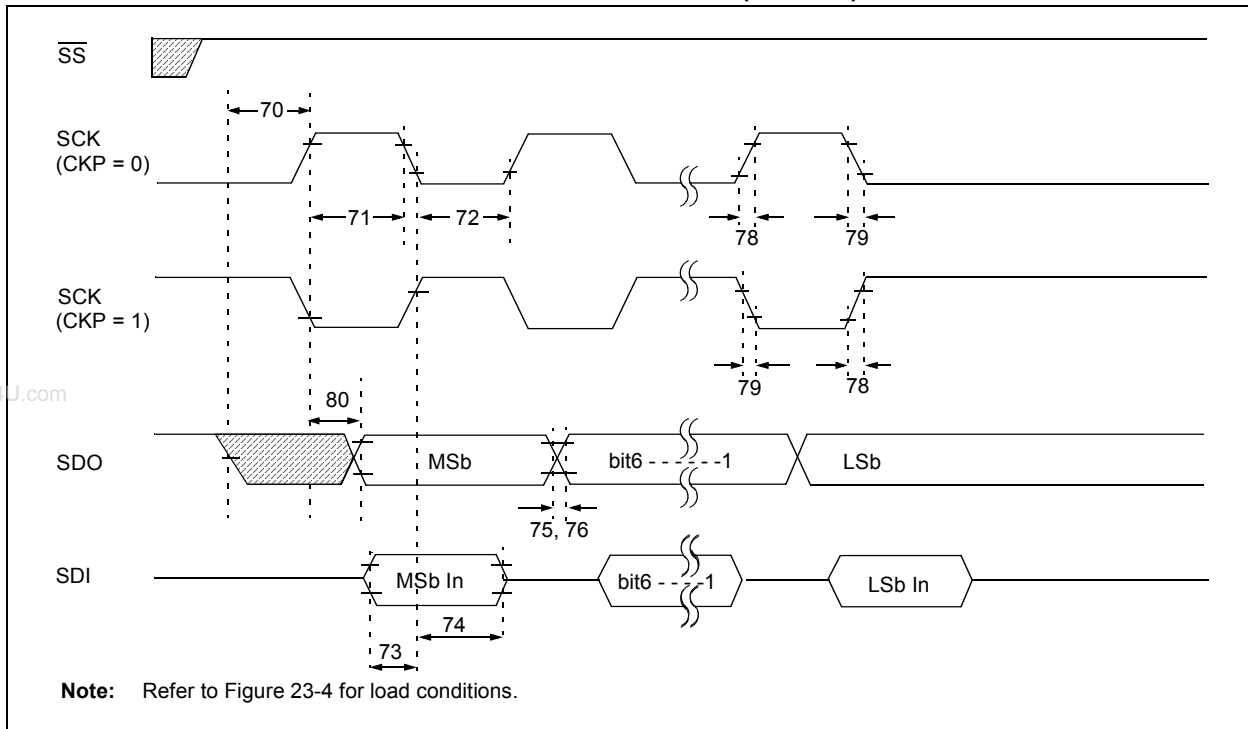 SS
70
SCK
(CKP = 0)
71
72
78
79
SCK
(CKP = 1)
79
78
U.com
80
SDO
MSb
bit6 - - - - - -1
LSb
75, 76
SDI
MSb In
bit6 - - - -1
LSb In
74
73
Note: Refer to Figure 23-4 for load conditions.